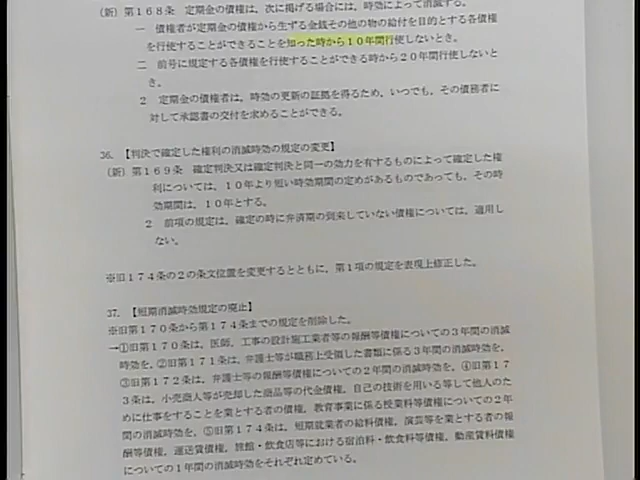 (新)第168条　定期金の債権は、次に掲げる場合には、時効によって消滅する。
一　債権者が定期金の債権から生ずる金銭その他の物の給付を目的とする各債権
を行使することができることを知った時から10年間行使しないとき。
二　前号に規定する各債権を行使することができる時から20年間行使しないと
き。
2　定期金の債権者は、時効の更新の証拠を得るため、いつでも、その債務者に
対して承認書の交付を求めることができる。
36.【判決で確定した権利の消滅時効の規定の変更】
(新)第169条　確定判決又は確定判決と同一の効力を有するものによって確定した権
利については、10年より短い時効期間の定めがあるものであっても、その時
効期間は、10年とする。
2　前項の規定は、確定の時に弁済期の到来していない債権については、適用し
ない。
※旧174条の2の条文位置を変更するとともに、第1項の規定を表現上修正した。
37.【短期消滅時効規定の廃止】
※旧第170条から第174条までの規定を削除した。
→①旧第170条は、医師、工事の設計施工業者等の報酬等債権についての3年間の消滅
時効を、②旧171条は、弁護士等が職務上受領した書類に係る3年間の消滅時効を、
③旧第172条は、弁護士等の報酬等債権についての2年間の消滅時効を、④旧第17
3条は、小売商人等が売却した商品等の代金債権、自己の技術を用いる等して他人のた
めに仕事をすることを業とする者の債権、教育事業に係る授業料等債権についての2年
間の消滅時効を、⑤旧第174条は、短期就業者の給料債権、演芸等を業とする者の報
酬等債権、運送賃債権、旅館・飲食店等における宿泊料・飲食料等債権、動産賃料債権
についての1年間の消滅時効をそれぞれ定めている。